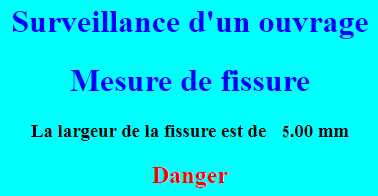 Surveillance d'un ouvrage
Mesure de fissure
La largeur de la fissure est de 5.00 mm
Danger